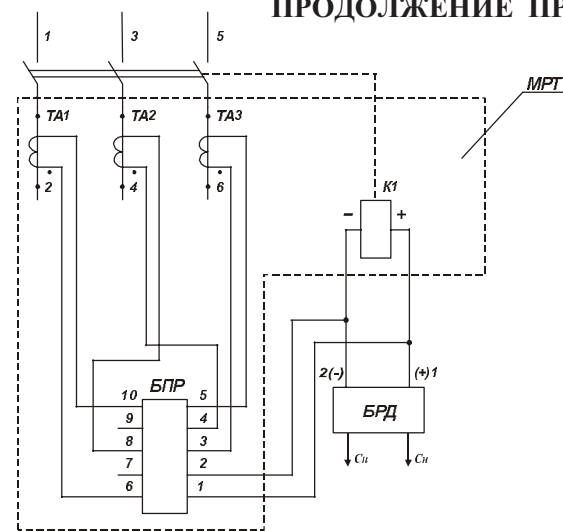 ПРОДОЛЖЕНИЕ ПР
1 3 5
МРТ
ТА1 ТА2 ТА3
2 4 6
К1
- +
БПР
2(-) (+)1
10 5
9 4
8 3
7 2
6 1
БРД
Сн Сн